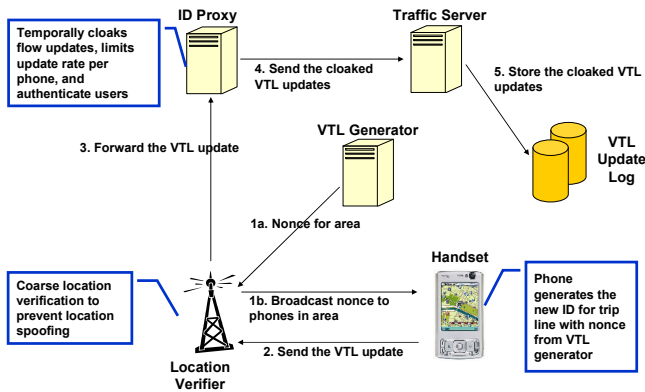 ID Proxy
Traffic Server
Temporally cloaks
flow updates, limits
update rate per
phone, and
authenticate users
4. Send the cloaked
VTL updates
5. Store the cloaked VTL
updates
VTL Generator
3. Forward the VTL update
VTL
Update
Log
1a. Nonce for area
Handset
Coarse location
verification to
prevent location
spoofing
1b. Broadcast nonce to
phones in area
Phone
generates the
new ID for trip
line with nonce
from VTL
generator
2. Send the VTL update
Location
Verifier